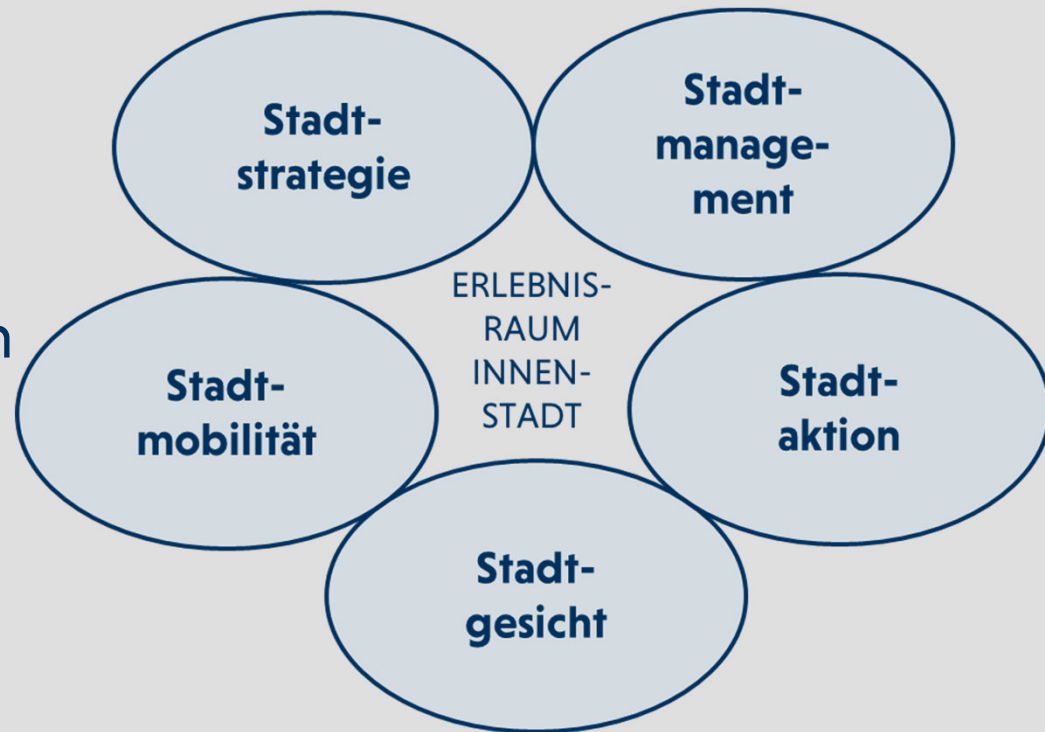 Stadt-
strategie
Stadt-
manage-
ment
ERLEBNIS-
RAUM
INNEN-
STADT
Stadt-
mobilität
Stadt-
aktion
Stadt-
gesicht